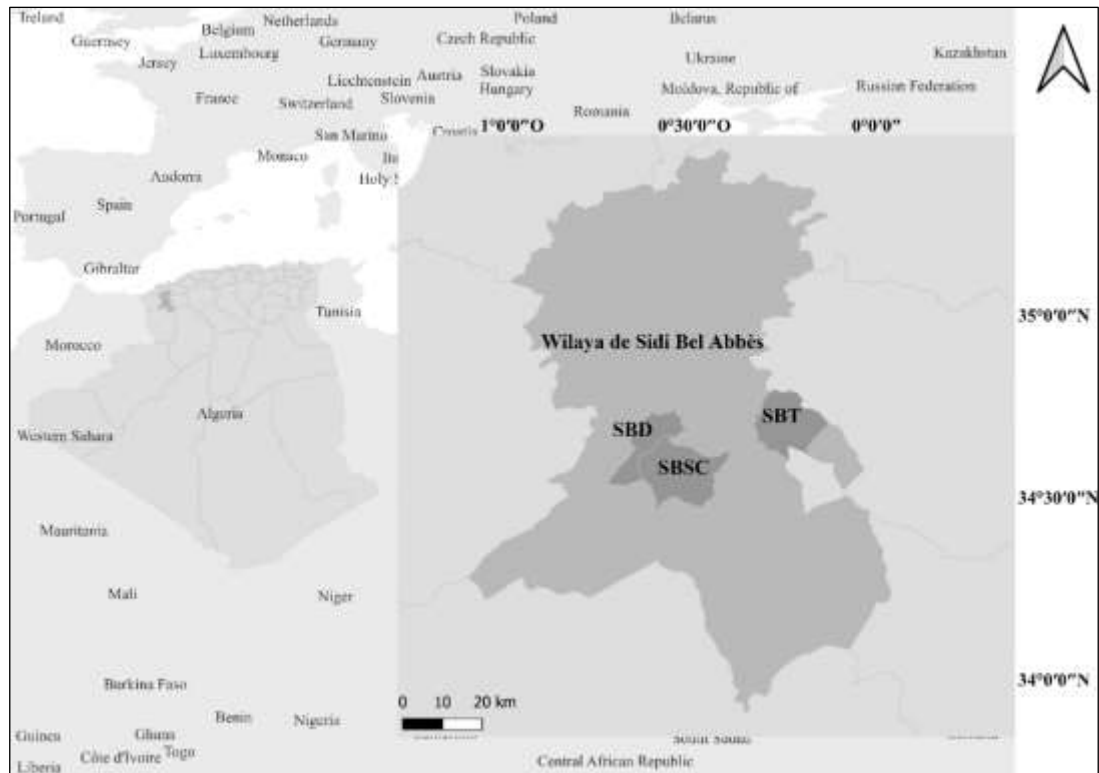 Ireland
Netherlands
Poland
Belarus
Guernsey
Belgium
Germany
Czech Republic
Jersey
Luxembourg
Ukraine
Kazakhstan
Liechtenstein
Austria
Slovakia
Hungary
France
Switzerland
Slovenia
Moldova, Republic of
Russian Federation
Romania
San Marino
Croatia
1°0'0"O
0°30'0"O
0°0'0"
Monaco
Holy
Andorra
Spain
Portugal
Gibraltar
Tunisia
35°0'0"N
Morocco
Wilaya de Sidi Bel Abbès
Algeria
SBT
Western Sahara
SBD
SBSC
34°30'0"N
Mauritania
Mali
Niger
Burkina Faso
34°0'0"N
0 10 20 km
Benin
Nigeria
Guinea
Ghana
South Sudan
Côte d'Ivoire
Togo
Central African Republic
Liberia